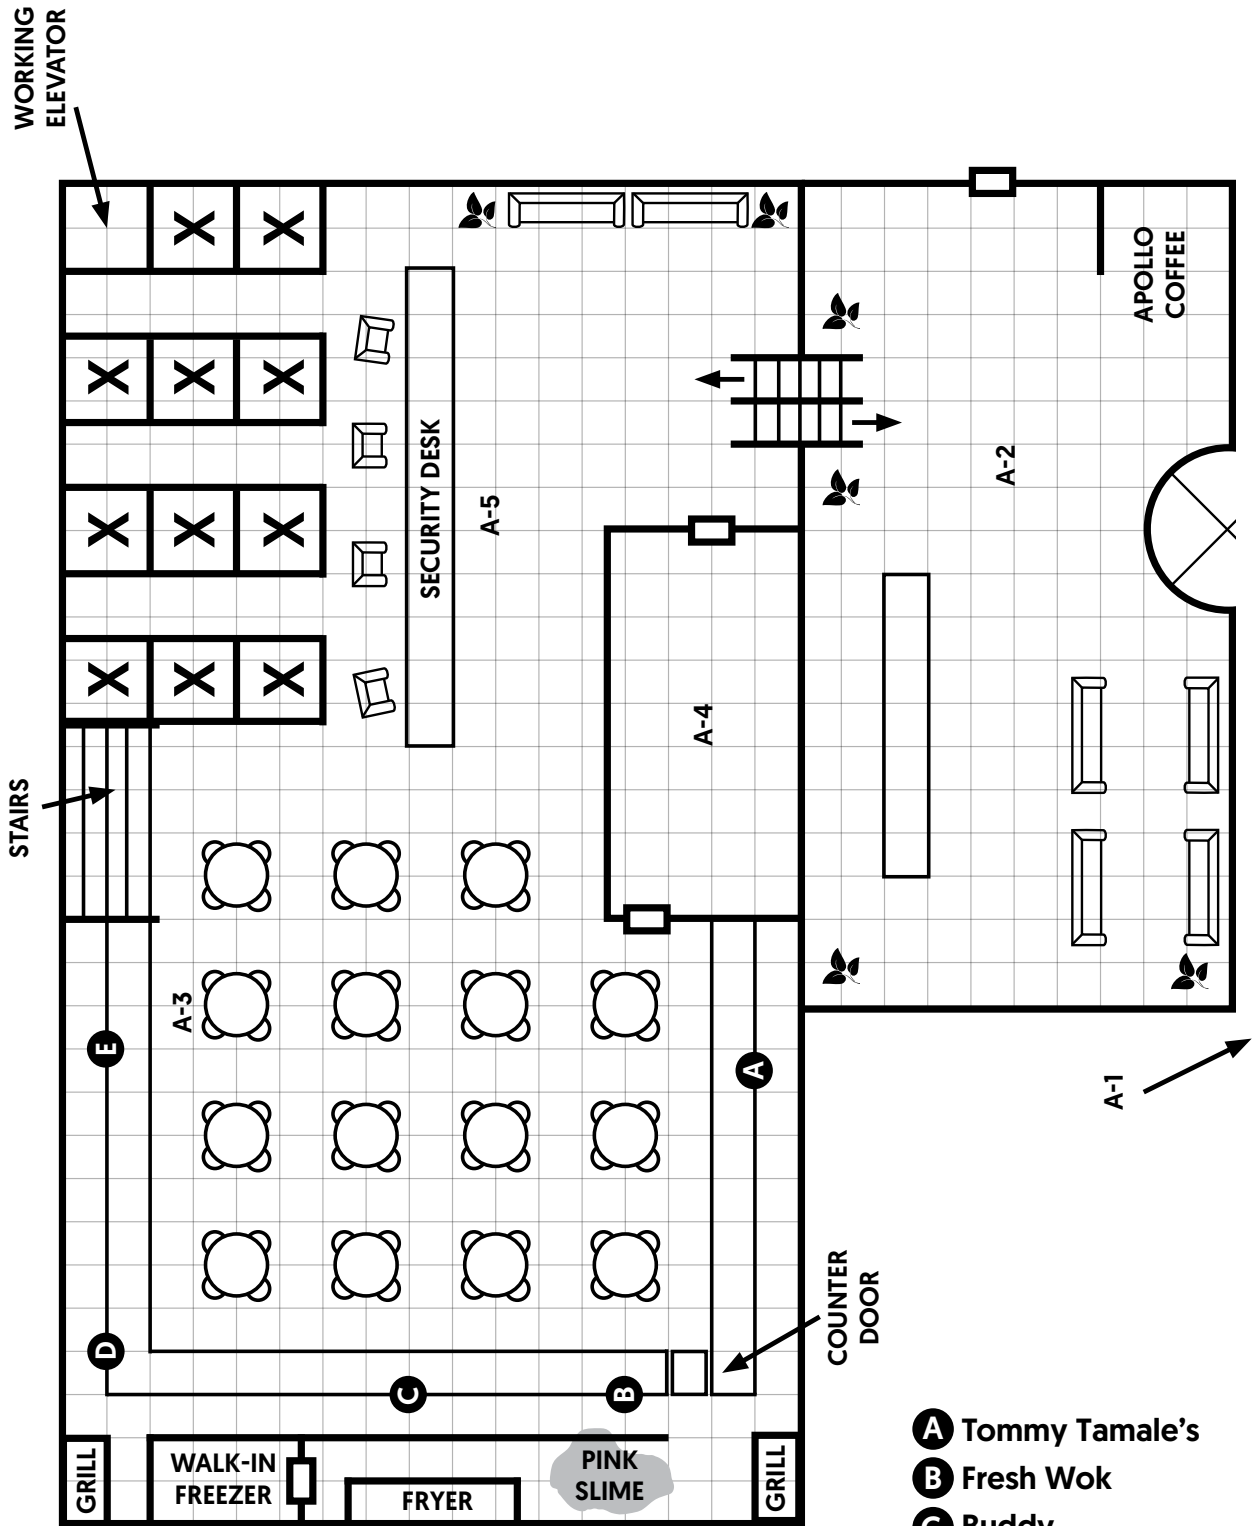 WORKING
ELEVATOR
X
X
X
X
X
X
X
X
X
X
X
STAIRS
SECURITY DESK
A-5
A-4
A-3
APOLLO
COFFEE
A-2
A-1
E
A
D
C
B
COUNTER
DOOR
GRILL
WALK-IN
FREEZER
FRYER
PINK
SLIME
GRILL
A Tommy Tamale's
B Fresh Wok
C Buddy